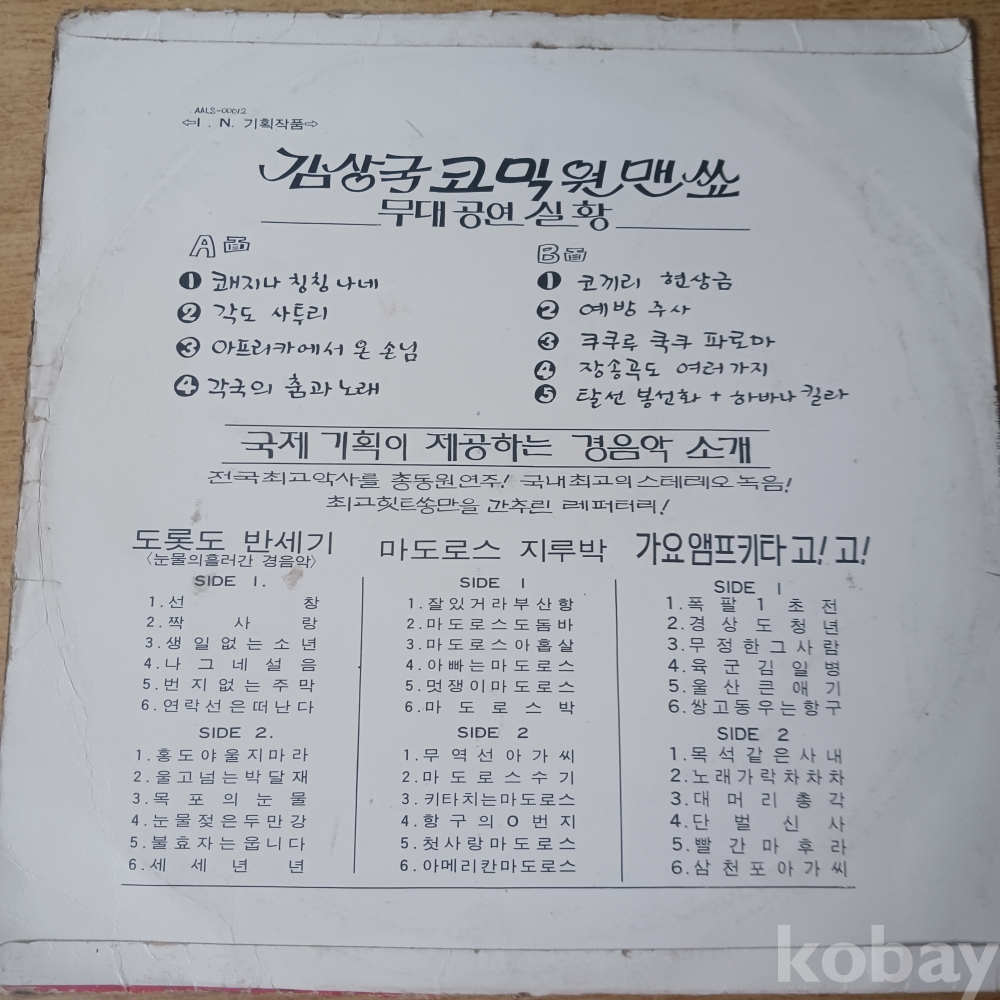 AALS-00012
⇦I. N. 기획작품⇨
김상국 코믹 원맨쑈
무대 공연 실황
A 面
❶ 쾌지나 칭칭 나네
❷ 각도 사투리
❸ 아프리카에서 온 손님
❹ 각국의 춤과 노래
B 面
❶ 코끼리 현상금
❷ 예방 주사
❸ 쿠쿠루 쿡쿠 파로마
❹ 장송곡도 여러가지
❺ 탈선 봉선화 + 하바나 킬라
국제 기획이 제공하는 경음악 소개
전국최고악사를 총동원연주! 국내최고의스테레오녹음!
최고힛트쏭만을 간추린 레퍼터리!
도롯도 반세기
〈눈물의흘러간 경음악〉
SIDE 1.
1.선창
2.짝사랑
3.생일없는소년
4.나그네설음
5.번지없는주막
6.연락선은떠난다
SIDE 2.
1.홍도야울지마라
2.울고넘는박달재
3.목포의눈물
4.눈물젖은두만강
5.불효자는웁니다
6.세세년년
마도로스 지루박
SIDE 1
1.잘있거라부산항
2.마도로스도돔바
3.마도로스아홉살
4.아빠는마도로스
5.멋쟁이마도로스
6.마도로스박
SIDE 2
1.무역선아가씨
2.마도로스수기
3.키타치는마도로스
4.항구의O번지
5.첫사랑마도로스
6.아메리칸마도로스
가요앰프키타고!고!
SIDE 1
1.폭팔1초전
2.경상도청년
3.무정한그사람
4.육군김일병
5.울산큰애기
6.쌍고동우는항구
SIDE 2
1.목석같은사내
2.노래가락차차차
3.대머리총각
4.단벌신사
5.빨간마후라
6.삼천포아가씨
kobay